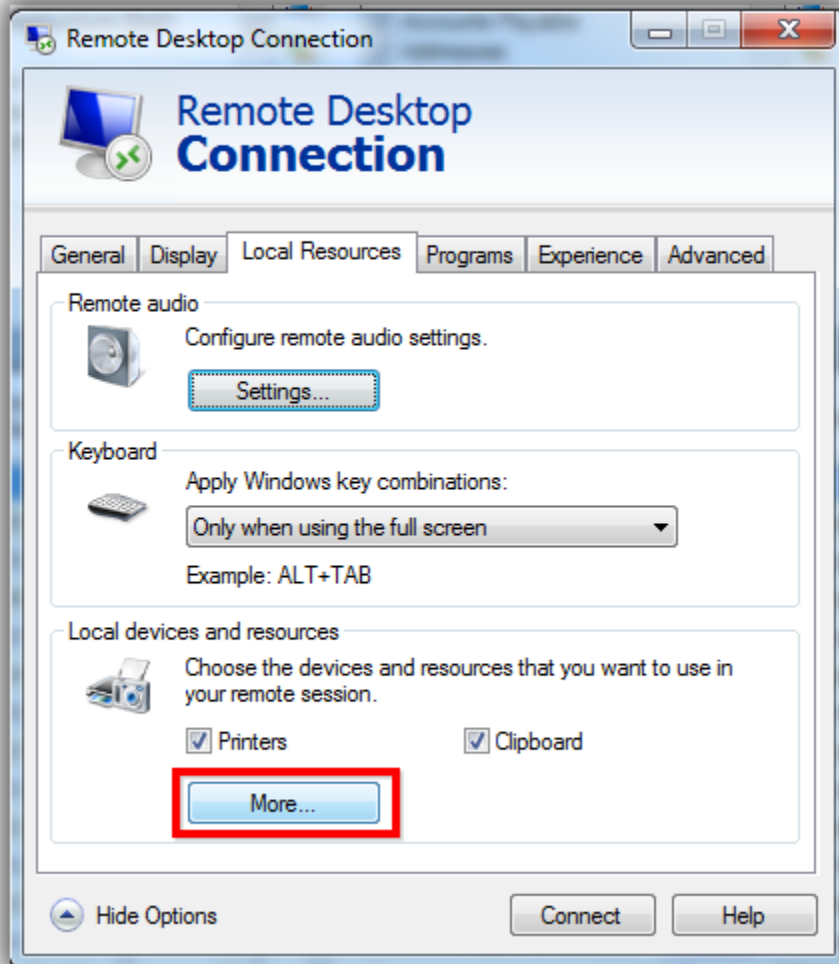 Remote Desktop Connection
Remote Desktop
Connection
General Display Local Resources Programs Experience Advanced
Remote audio
Configure remote audio settings.
Settings...
Keyboard
Apply Windows key combinations:
Only when using the full screen
Example: ALT+TAB
Local devices and resources
Choose the devices and resources that you want to use in
your remote session.
Printers Clipboard
More...
Hide Options Connect Help